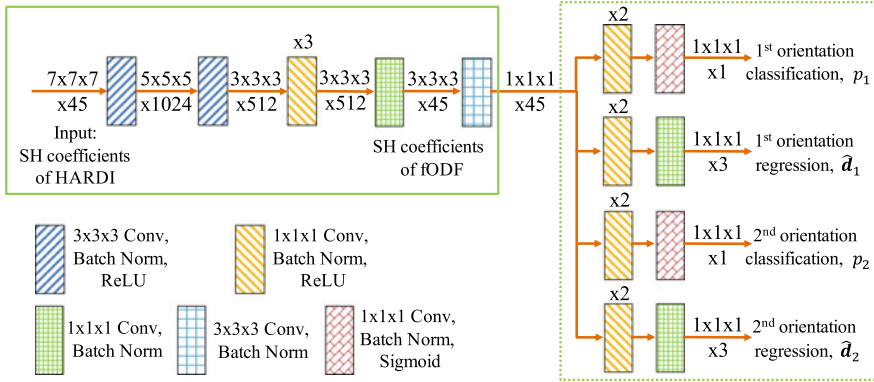 x3
7x7x7
x45
5x5x5
x1024
3x3x3
x512
3x3x3
x512
3x3x3
x45
1x1x1
x45
Input:
SH coefficients
of HARDI
SH coefficients
of fODF
x2
1x1x1
x1
1st orientation
classification, p1
x2
1x1x1
x3
1st orientation
regression, d̂1
x2
1x1x1
x1
2nd orientation
classification, p2
x2
1x1x1
x3
2nd orientation
regression, d̂2
3x3x3 Conv,
Batch Norm,
ReLU
1x1x1 Conv,
Batch Norm,
ReLU
1x1x1 Conv,
Batch Norm
3x3x3 Conv,
Batch Norm
1x1x1 Conv,
Batch Norm,
Sigmoid